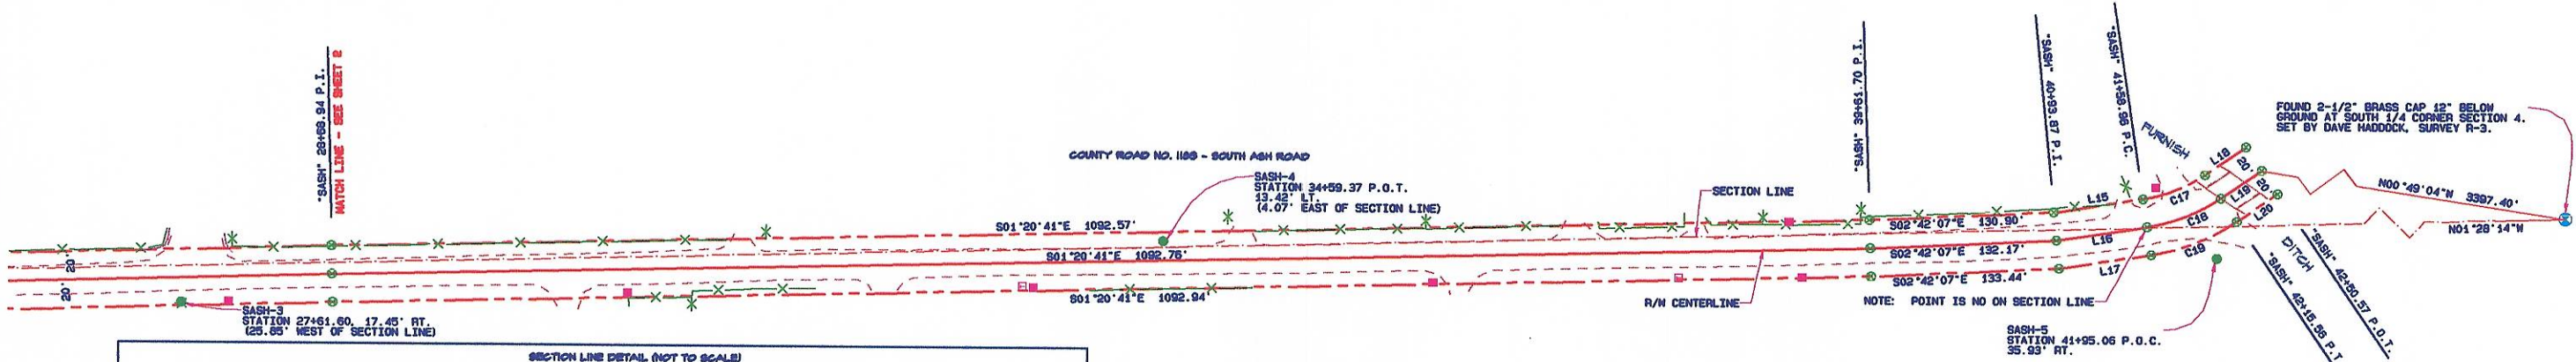 "SASH" 28+68.94 P.I.
MATCH LINE - SEE SHEET 2
COUNTY ROAD NO. 1188 - SOUTH ASH ROAD
SASH-4
STATION 34+59.37 P.O.T.
13.42' LT.
(4.07' EAST OF SECTION LINE)
SECTION LINE
"SASH" 39+61.70 P.I.
"SASH" 40+93.87 P.I.
"SASH" 41+58.96 P.C.
FURNISH
FOUND 2-1/2" BRASS CAP 12" BELOW
GROUND AT SOUTH 1/4 CORNER SECTION 4.
SET BY DAVE HADDOCK, SURVEY R-3.
S01°20'41"E 1092.57'
S01°20'41"E 1092.76'
S01°20'41"E 1092.94'
20'
20'
S02°42'07"E 130.90'
S02°42'07"E 132.17'
S02°42'07"E 133.44'
L15
L16
L17
C17
C18
C19
L18
L19
L20
20'
20'
N00°49'04"W 3397.40'
N01°28'14"W
R/W CENTERLINE
NOTE: POINT IS NO ON SECTION LINE
DITCH
"SASH" 42+15.58 P.T
"SASH" 42+50.57 P.O.T.
SASH-3
STATION 27+61.60, 17.45' RT.
(25.85' WEST OF SECTION LINE)
SASH-5
STATION 41+95.06 P.O.C.
35.93' RT.
SECTION LINE DETAIL (NOT TO SCALE)